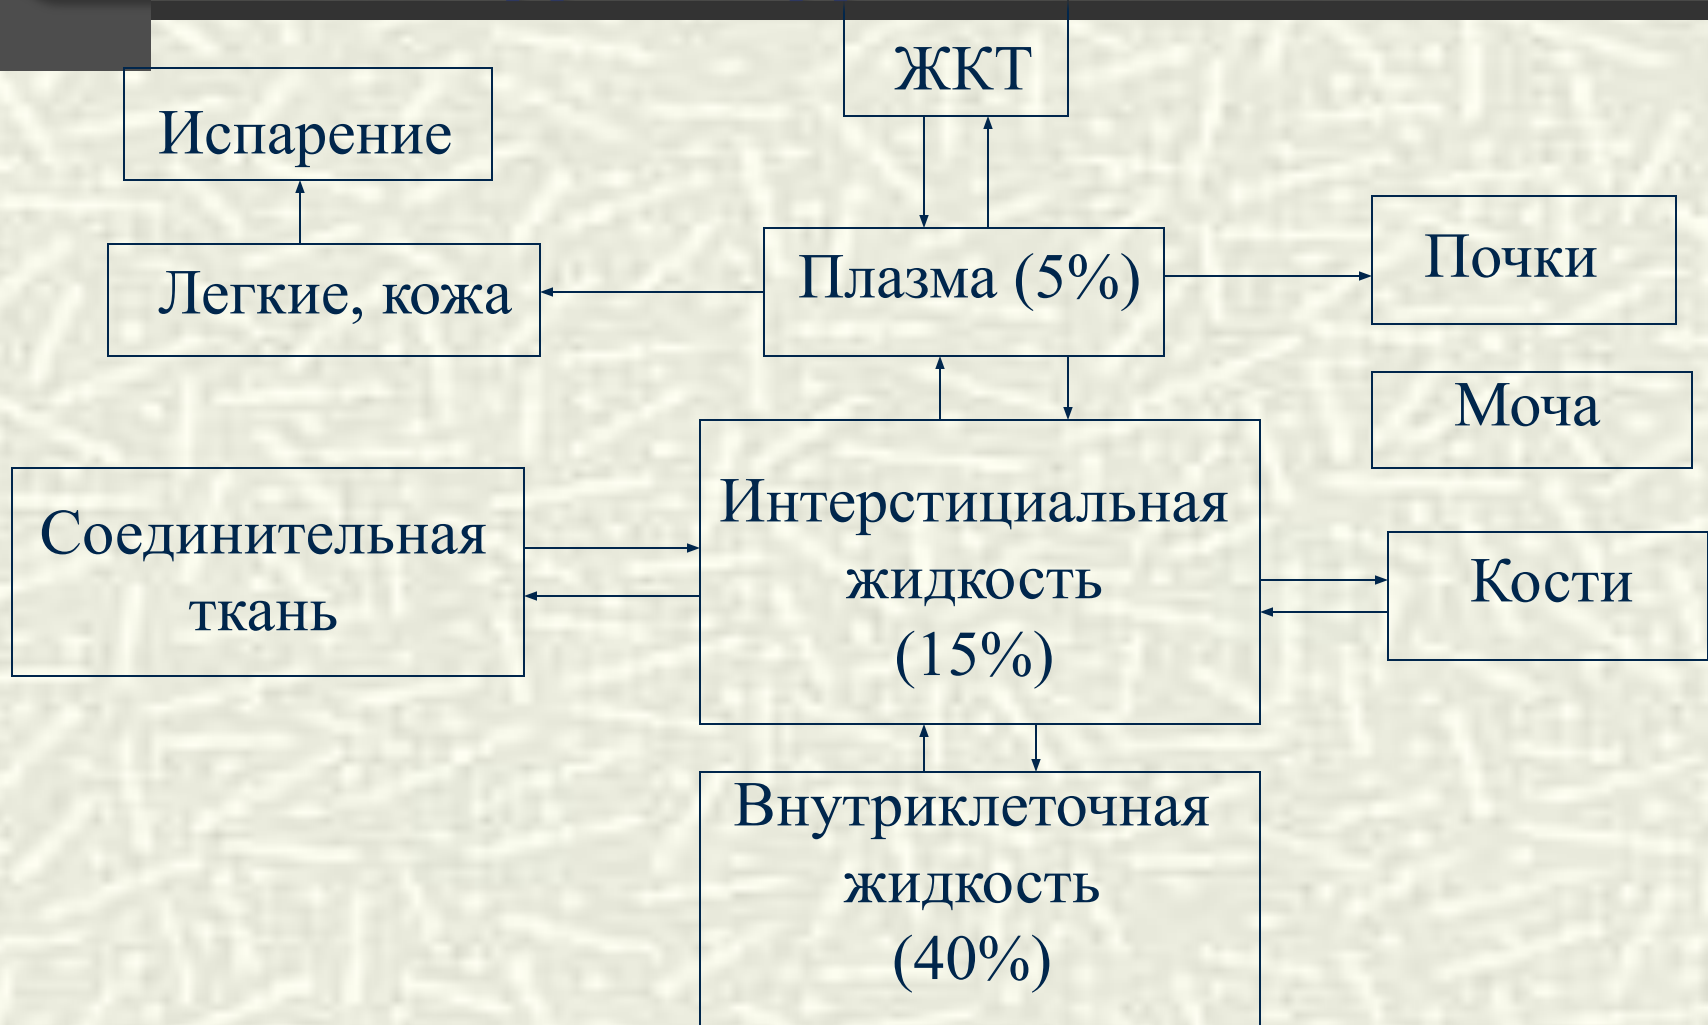 ЖКТ
Испарение
Почки
Плазма (5%)
Легкие, кожа
Моча
Интерстициальная
жидкость
(15%)
Соединительная
ткань
Кости
Внутриклеточная
жидкость
(40%)